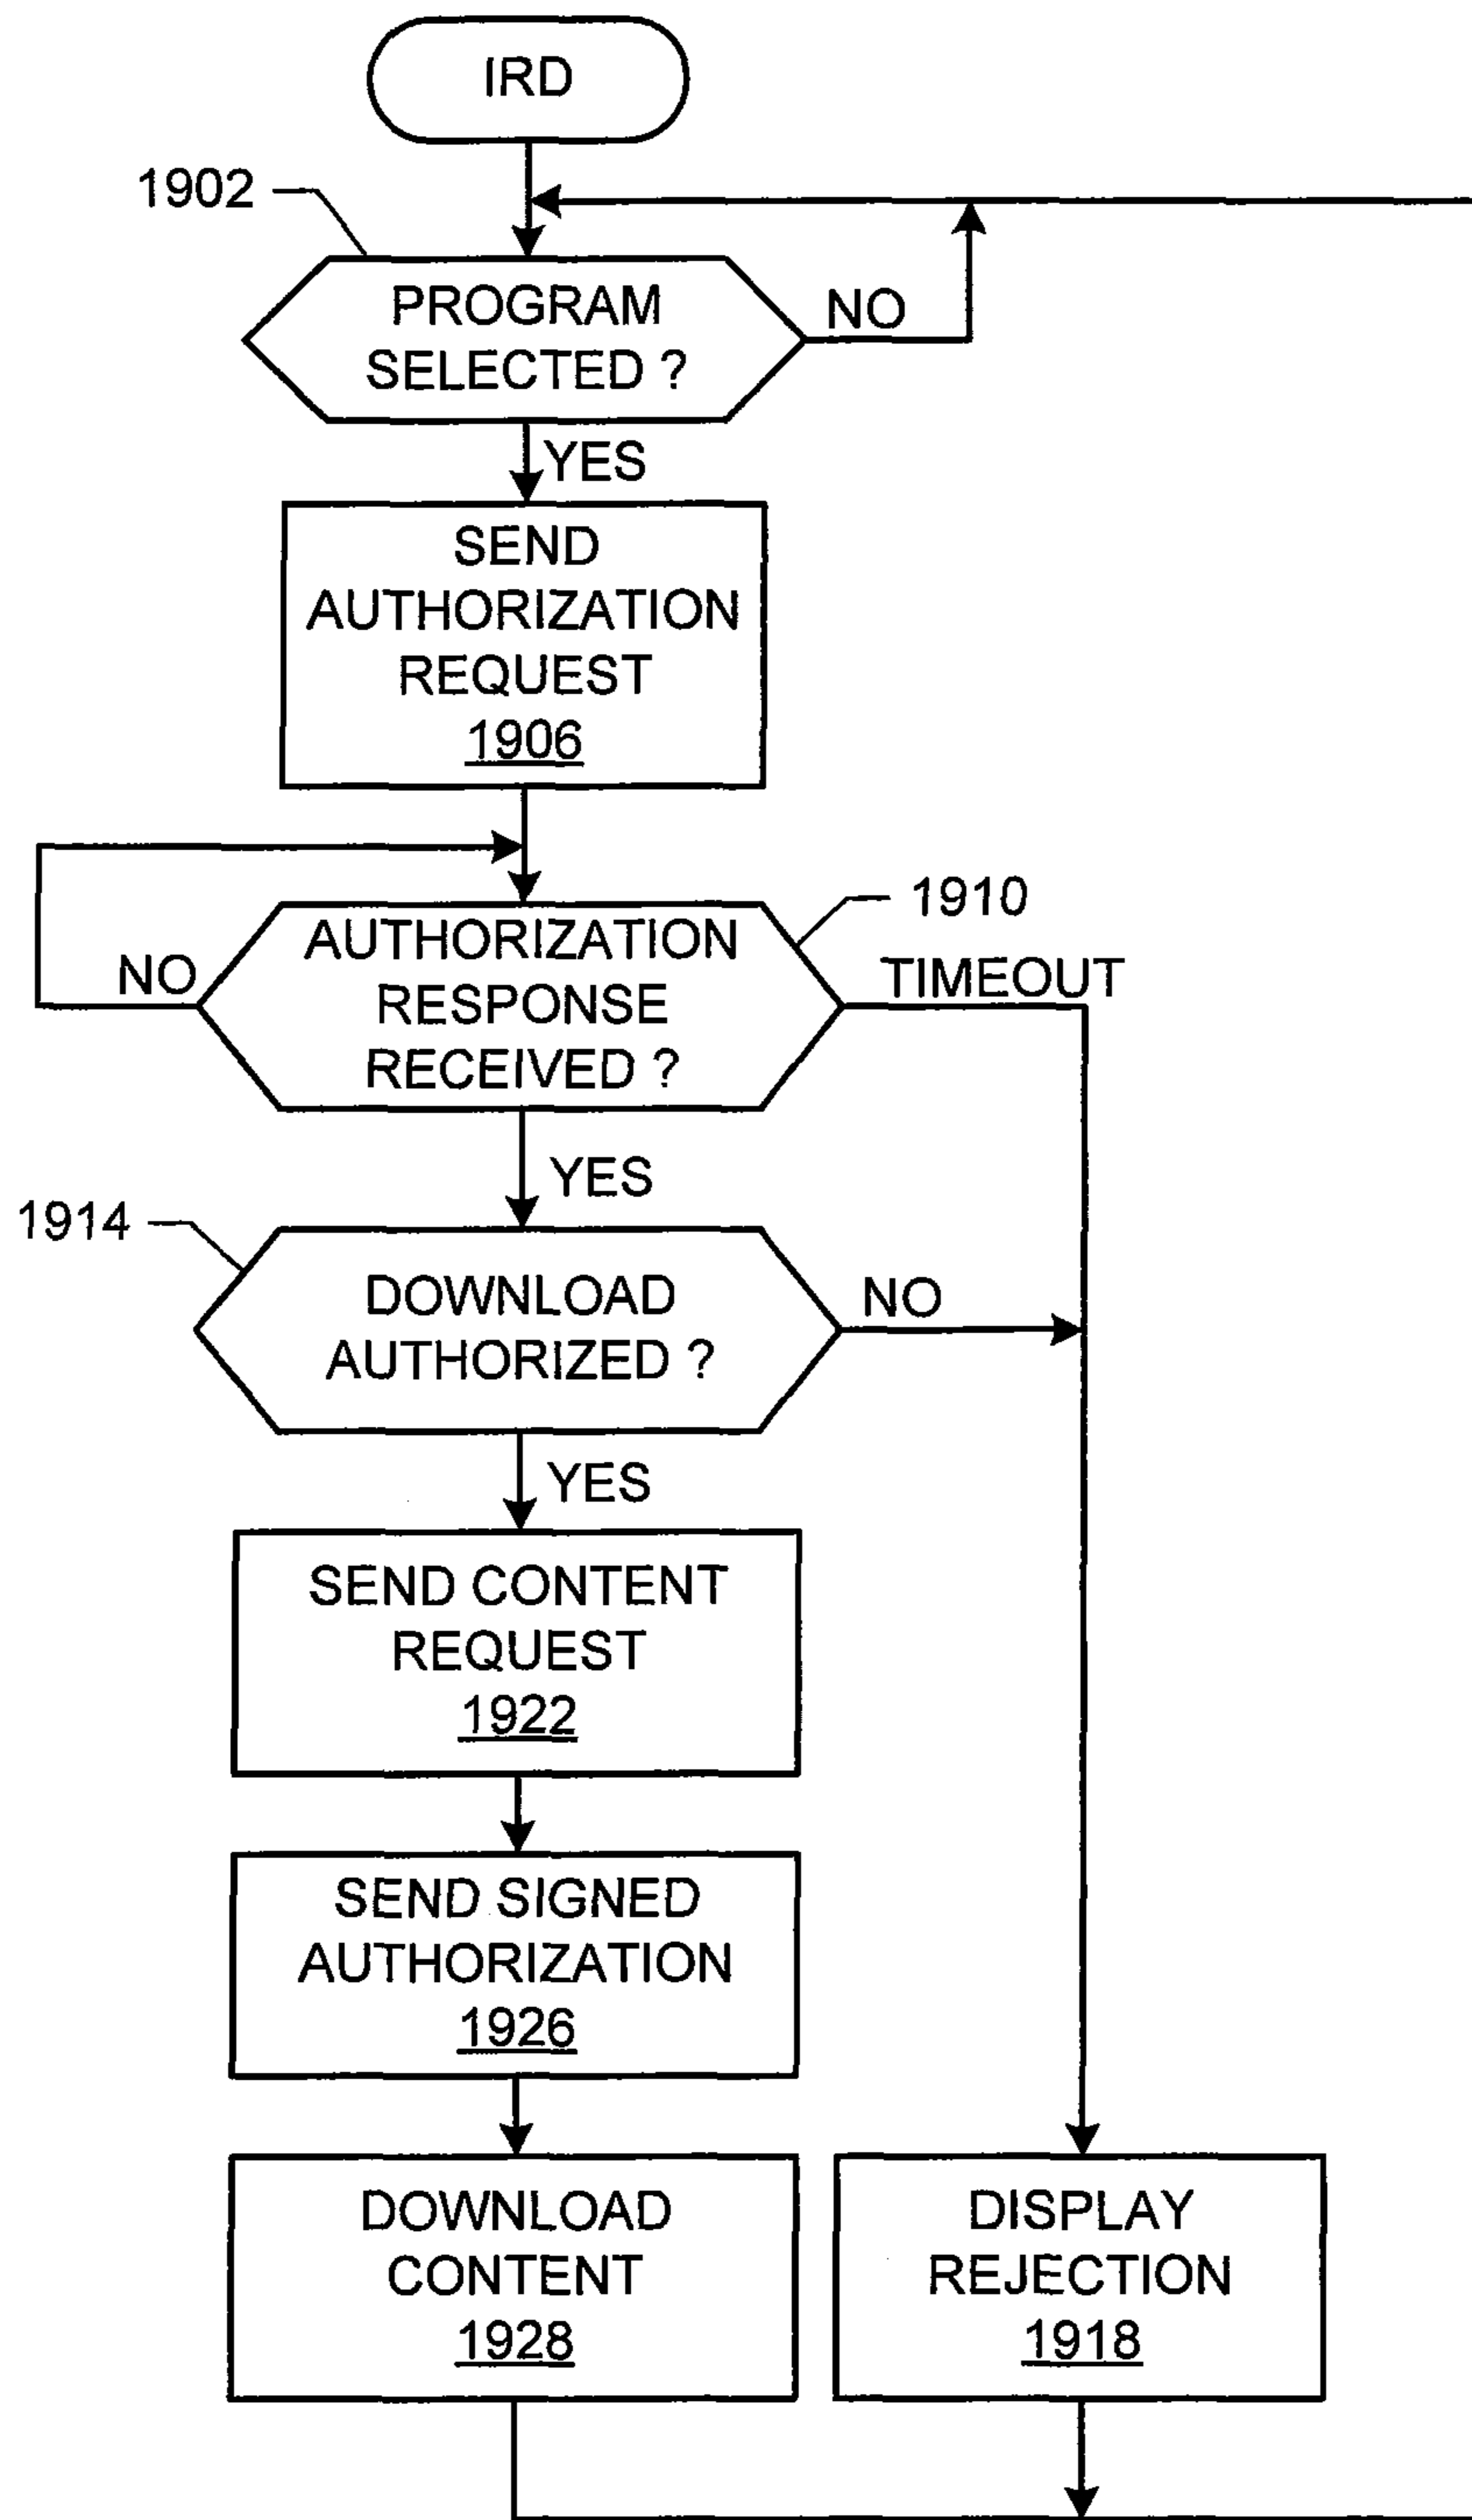 IRD
1902
PROGRAM
SELECTED ?
NO
YES
SEND
AUTHORIZATION
REQUEST
1906
1910
AUTHORIZATION
RESPONSE
RECEIVED ?
NO
TIMEOUT
YES
1914
DOWNLOAD
AUTHORIZED ?
NO
YES
SEND CONTENT
REQUEST
1922
SEND SIGNED
AUTHORIZATION
1926
DOWNLOAD
CONTENT
1928
DISPLAY
REJECTION
1918